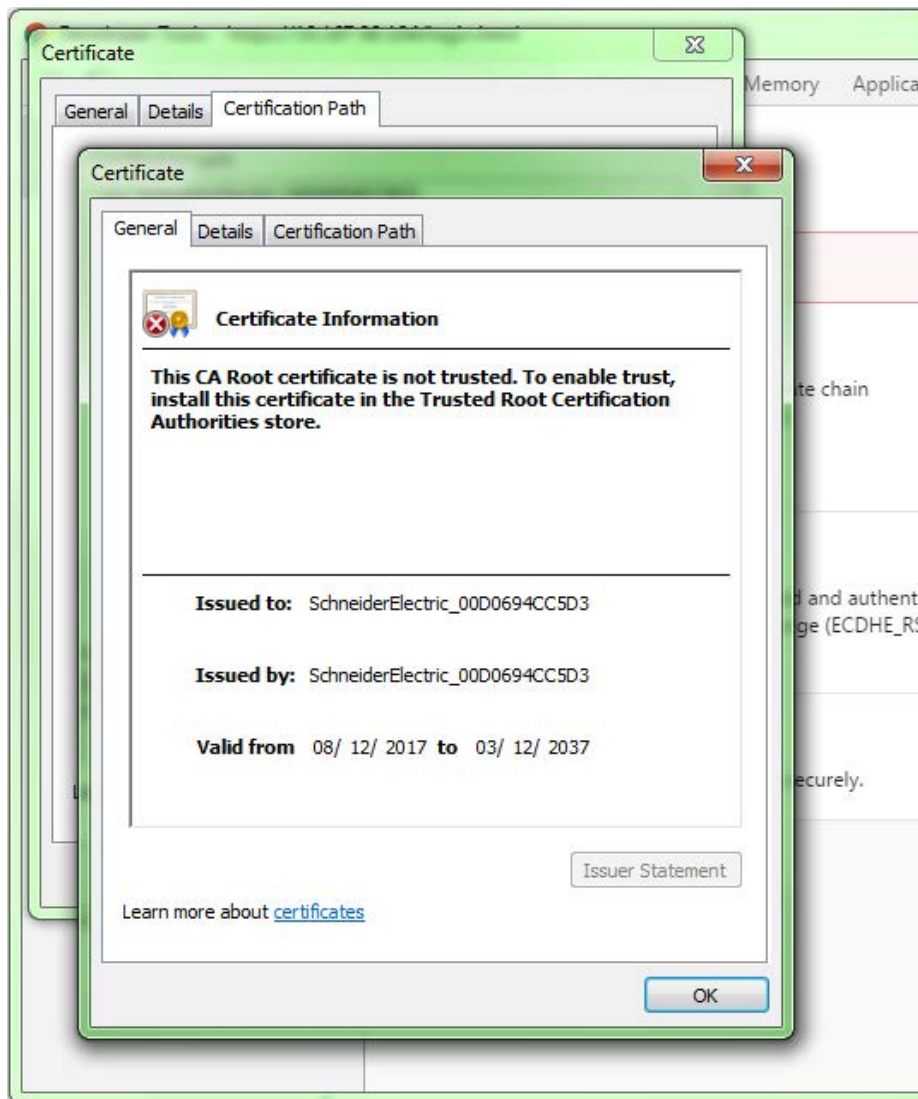 Certificate
General Details Certification Path
Memory Applica
Certificate
General Details Certification Path
Certificate Information
This CA Root certificate is not trusted. To enable trust,
install this certificate in the Trusted Root Certification
Authorities store.
te chain
Issued to: SchneiderElectric_00D0694CC5D3
d and authent
ge (ECDHE_RS
Issued by: SchneiderElectric_00D0694CC5D3
Valid from 08/ 12/ 2017 to 03/ 12/ 2037
ecurely.
Issuer Statement
Learn more about certificates
OK